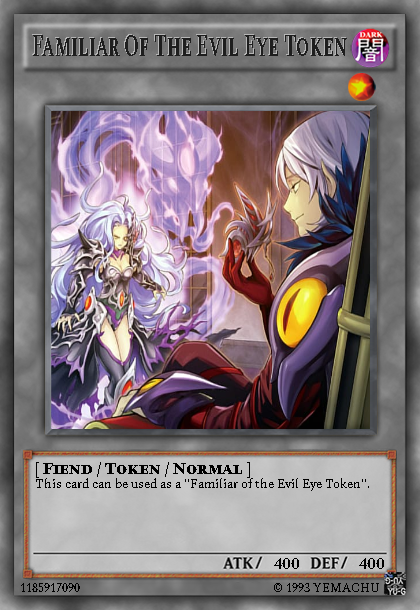 FAMILIAR OF THE EVIL EYE TOKEN
DARK
闇
[ FIEND / TOKEN / NORMAL ]
This card can be used as a "Familiar of the Evil Eye Token".
ATK/ 400 DEF/ 400
1185917090
© 1993 YEMACHU